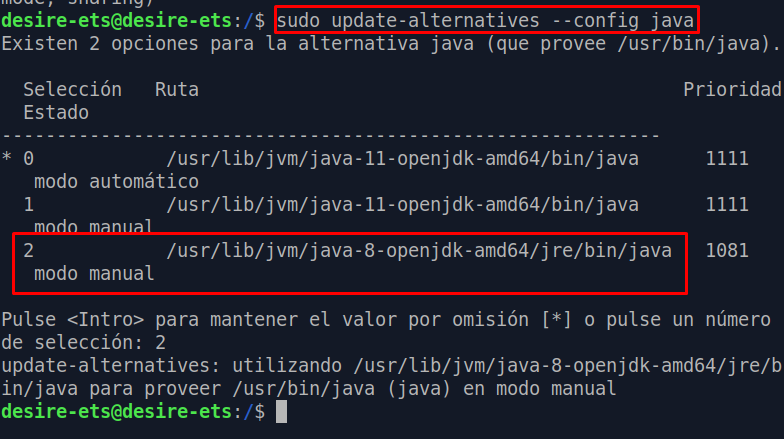 mode, sharing)
desire-ets@desire-ets:/$ sudo update-alternatives --config java
Existen 2 opciones para la alternativa java (que provee /usr/bin/java).
Selección Ruta Prioridad
Estado
------------------------------------------------------------
* 0 /usr/lib/jvm/java-11-openjdk-amd64/bin/java 1111
modo automático
1 /usr/lib/jvm/java-11-openjdk-amd64/bin/java 1111
modo manual
2 /usr/lib/jvm/java-8-openjdk-amd64/jre/bin/java 1081
modo manual
Pulse <Intro> para mantener el valor por omisión [*] o pulse un número
de selección: 2
update-alternatives: utilizando /usr/lib/jvm/java-8-openjdk-amd64/jre/b
in/java para proveer /usr/bin/java (java) en modo manual
desire-ets@desire-ets:/$